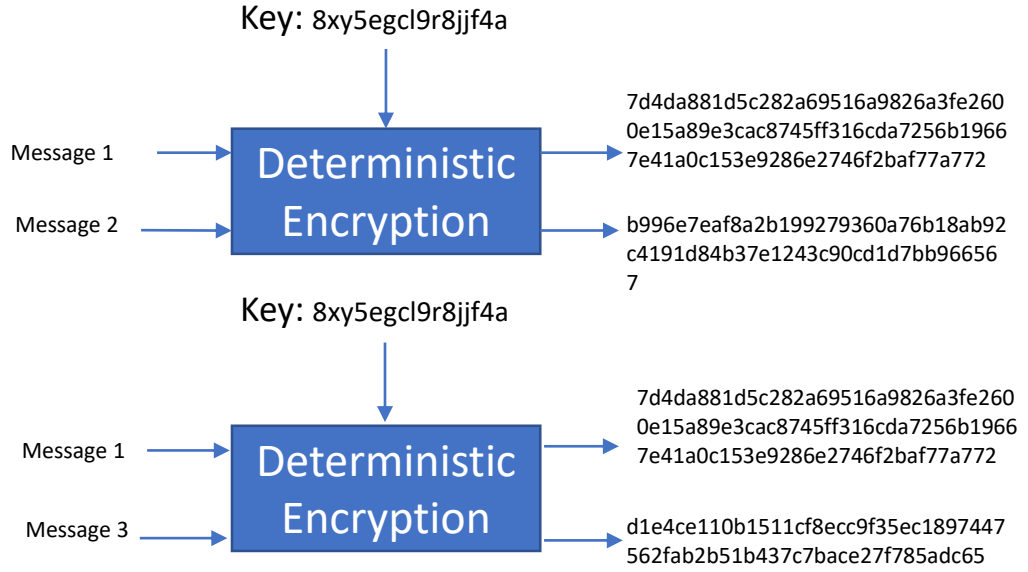 Key: 8xy5egcl9r8jjf4a
7d4da881d5c282a69516a9826a3fe260
0e15a89e3cac8745ff316cda7256b1966
7e41a0c153e9286e2746f2baf77a772
Message 1
Deterministic
Encryption
Message 2
b996e7eaf8a2b199279360a76b18ab92
c4191d84b37e1243c90cd1d7bb96656
7
Key: 8xy5egcl9r8jjf4a
7d4da881d5c282a69516a9826a3fe260
0e15a89e3cac8745ff316cda7256b1966
7e41a0c153e9286e2746f2baf77a772
Message 1
Deterministic
Encryption
Message 3
d1e4ce110b1511cf8ecc9f35ec1897447
562fab2b51b437c7bace27f785adc65